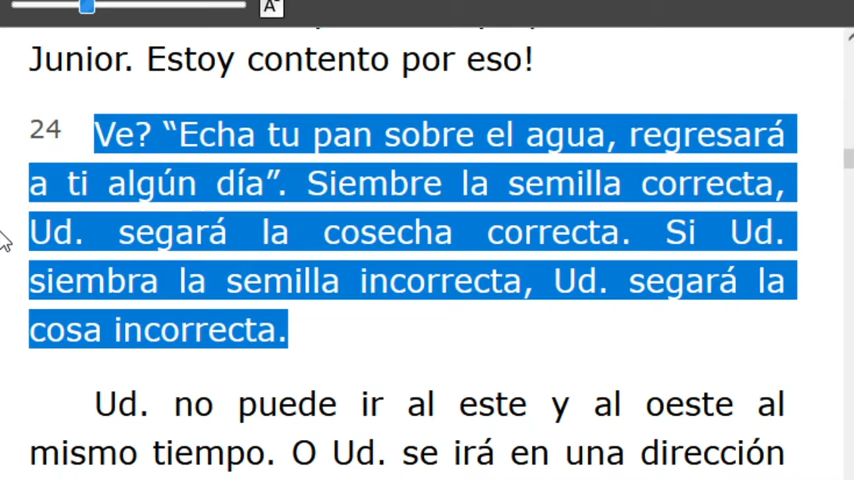 A
Junior. Estoy contento por eso!
24 Ve? “Echa tu pan sobre el agua, regresará
a ti algún día”. Siembre la semilla correcta,
Ud. segará la cosecha correcta. Si Ud.
siembra la semilla incorrecta, Ud. segará la
cosa incorrecta.
Ud. no puede ir al este y al oeste al
mismo tiempo. O Ud. se irá en una dirección